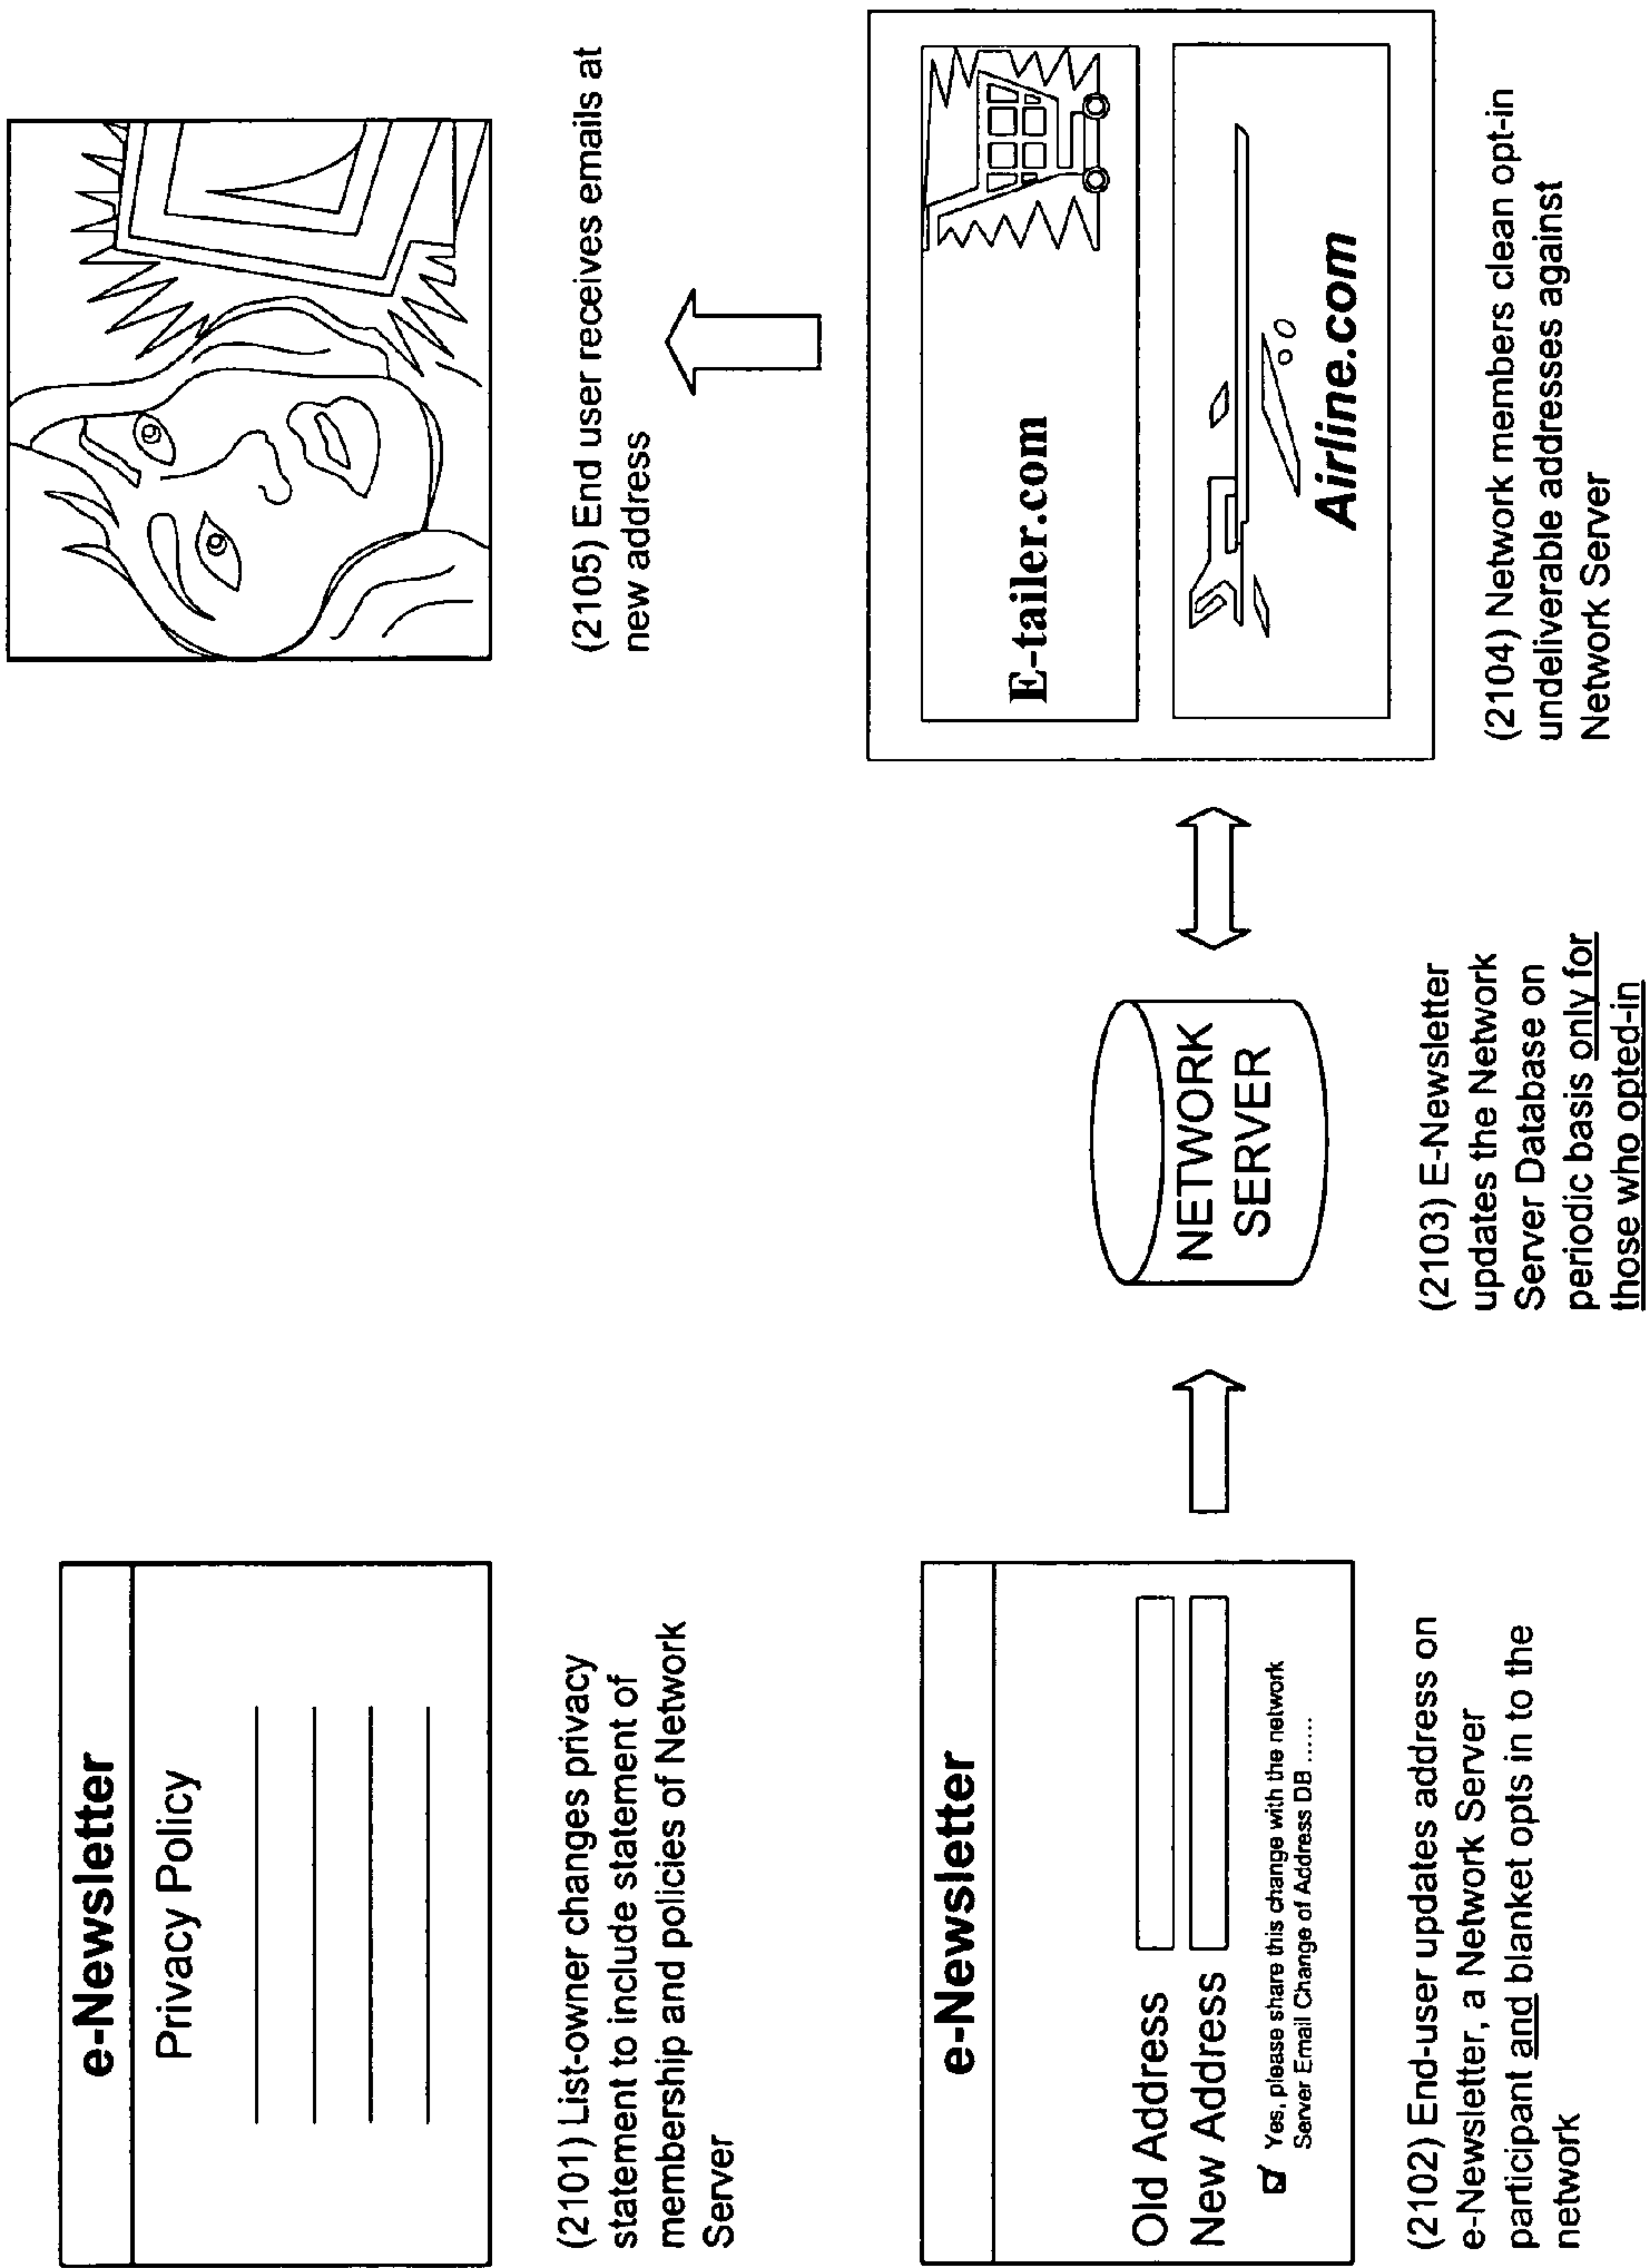 e-Newsletter
Privacy Policy
(2101) List-owner changes privacy
statement to include statement of
membership and policies of Network
Server
e-Newsletter
Old Address
New Address
Yes, please share this change with the network
Server Email Change of Address DB ......
(2102) End-user updates address on
e-Newsletter, a Network Server
participant and blanket opts in to the
network
NETWORK
SERVER
(2103) E-Newsletter
updates the Network
Server Database on
periodic basis only for
those who opted-in
E-tailer.com
Airline.com
(2104) Network members clean opt-in
undeliverable addresses against
Network Server
(2105) End user receives emails at
new address